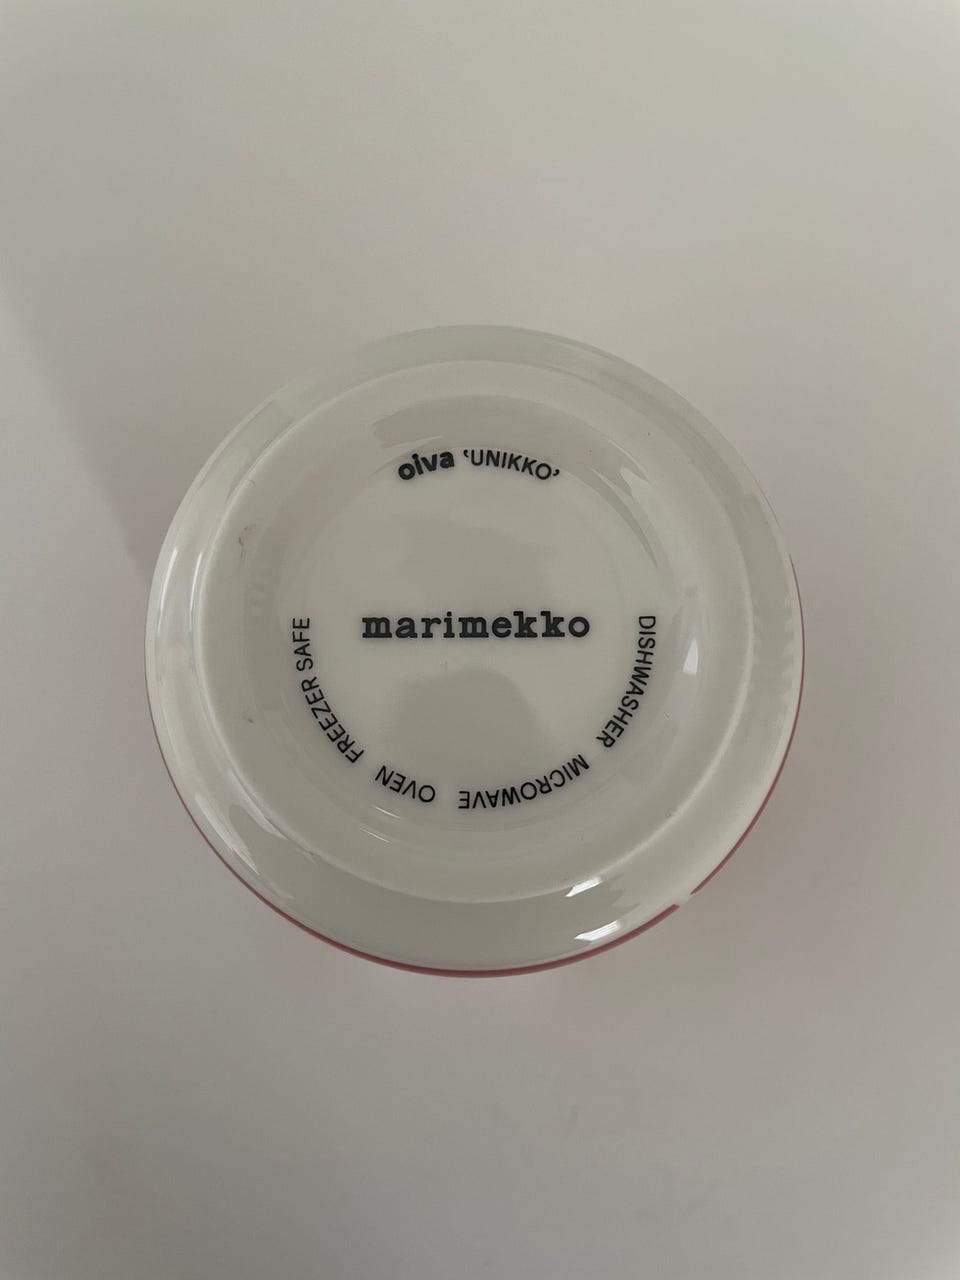 oiva ‘UNIKKO’
marimekko
DISHWASHER MICROWAVE OVEN FREEZER SAFE